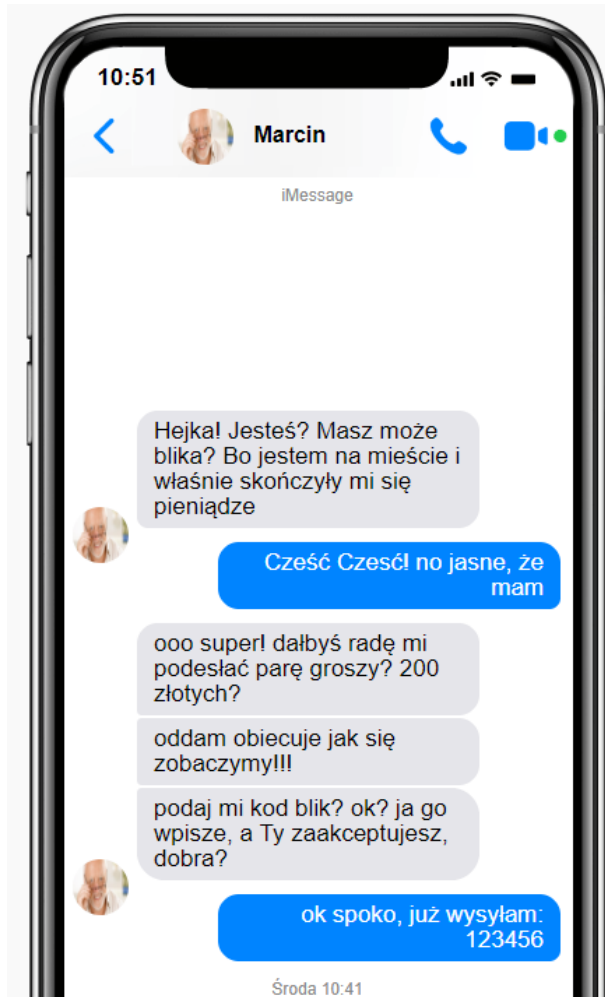 10:51
Marcin
iMessage
Hejka! Jesteś? Masz może
blika? Bo jestem na mieście i
właśnie skończyły mi się
pieniądze
Cześć Czesć! no jasne, że
mam
ooo super! dałbyś radę mi
podesłać parę groszy? 200
złotych?
oddam obiecuje jak się
zobaczymy!!!
podaj mi kod blik? ok? ja go
wpisze, a Ty zaakceptujesz,
dobra?
ok spoko, już wysyłam:
123456
Środa 10:41